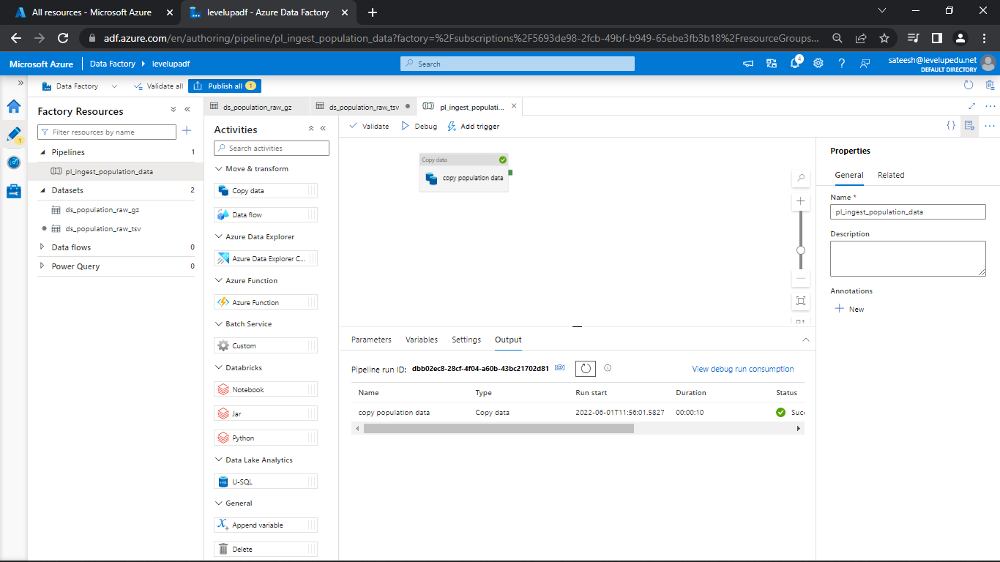 All resources - Microsoft Azure
levelupadf - Azure Data Factory
adf.azure.com/en/authoring/pipeline/pl_ingest_population_data?factory=%2Fsubscriptions%2F5693de98-2fcb-49bf-b949-65ebe3fb3b18%2FresourceGroups...
Microsoft Azure
Data Factory
levelupadf
Search
4
sateesh@levelupedu.net
DEFAULT DIRECTORY
Data Factory
Validate all
Publish all
1
1
Factory Resources
Filter resources by name
Pipelines
1
pl_ingest_population_data
Datasets
2
ds_population_raw_gz
ds_population_raw_tsv
Data flows
0
Power Query
0
ds_population_raw_gz
ds_population_raw_tsv
pl_ingest_populati...
Activities
Search activities
Move & transform
Copy data
Data flow
Azure Data Explorer
Azure Data Explorer C...
Azure Function
Azure Function
Batch Service
Custom
Databricks
Notebook
Jar
Python
Data Lake Analytics
U-SQL
General
Append variable
Delete
Validate
Debug
Add trigger
Copy data
copy population data
Parameters
Variables
Settings
Output
Pipeline run ID: dbb02ec8-28cf-4f04-a60b-43bc21702d81
View debug run consumption
Name
Type
Run start
Duration
Status
copy population data
Copy data
2022-06-01T11:56:01.5827
00:00:10
Succ
Properties
General
Related
Name *
pl_ingest_population_data
Description
Annotations
New